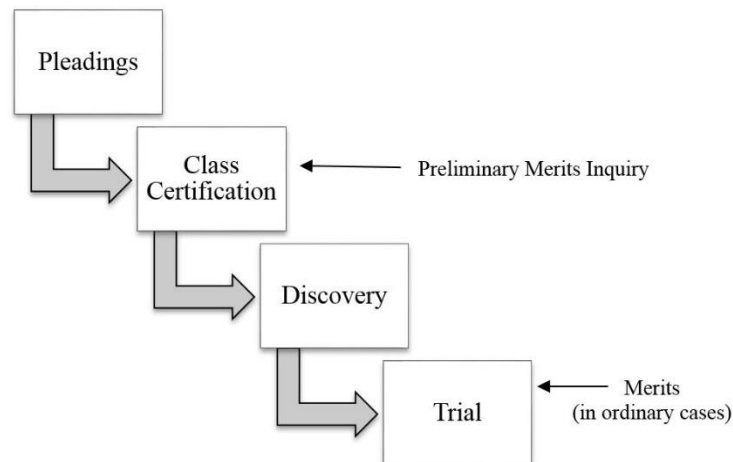 Pleadings
Class
Certification
Preliminary Merits Inquiry
Discovery
Trial
Merits
(in ordinary cases)